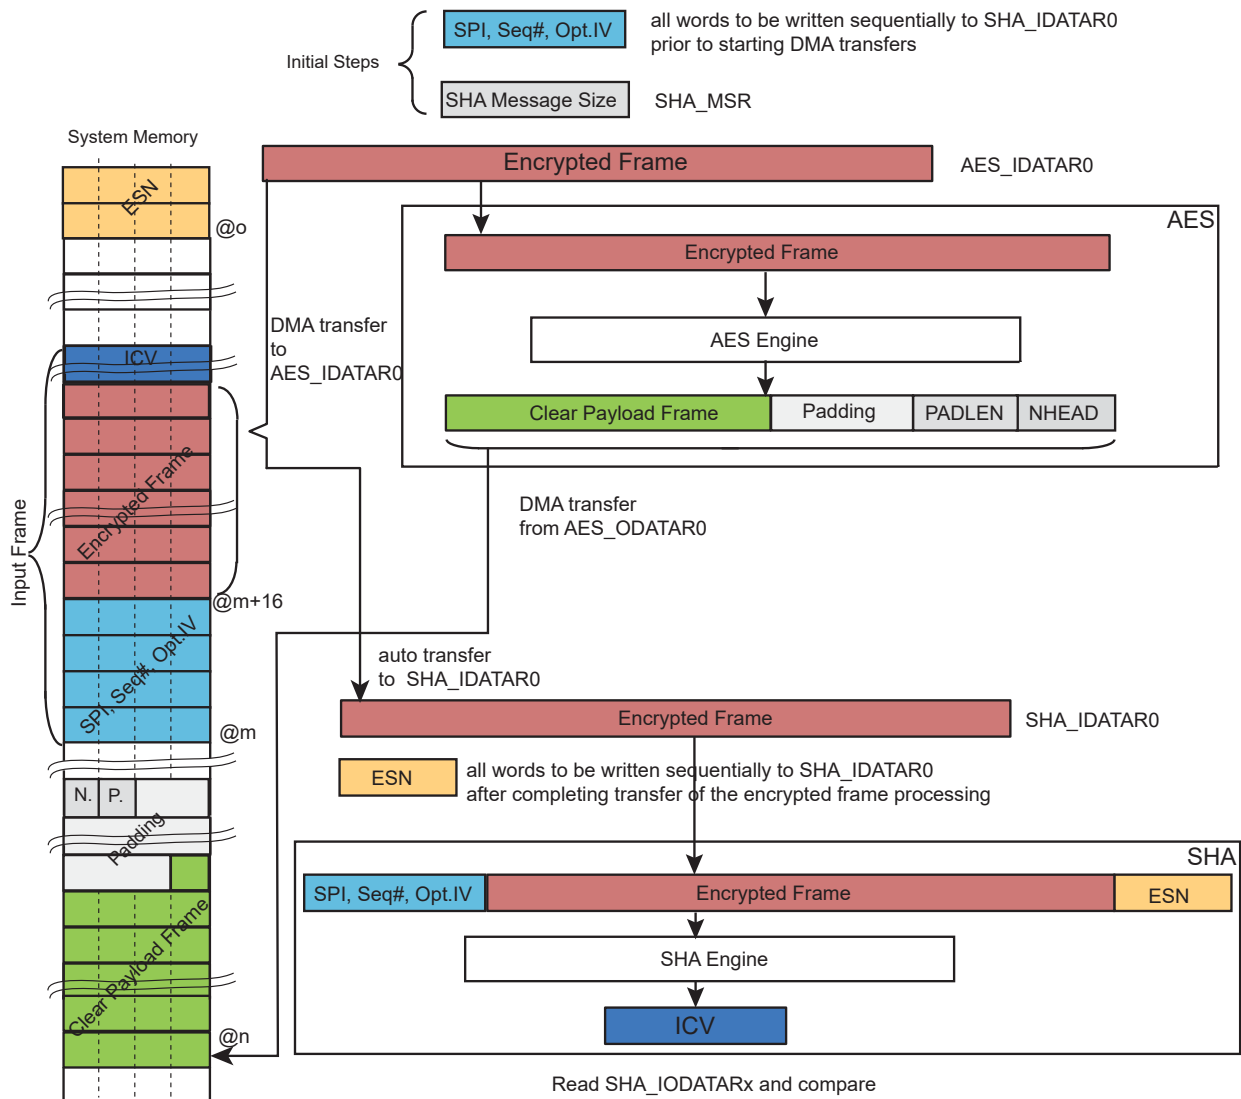 SPI, Seq#, Opt.IV
all words to be written sequentially to SHA_IDATAR0
prior to starting DMA transfers
Initial Steps
SHA Message Size
SHA_MSR
System Memory
Encrypted Frame
AES_IDATAR0
ESN
@o
AES
Encrypted Frame
DMA transfer
to
AES_IDATAR0
AES Engine
ICV
Clear Payload Frame
Padding
PADLEN
NHEAD
Input Frame
Encrypted Frame
DMA transfer
from AES_ODATAR0
@m+16
SPI, Seq#, Opt.IV
auto transfer
to SHA_IDATAR0
@m
Encrypted Frame
SHA_IDATAR0
ESN
all words to be written sequentially to SHA_IDATAR0
after completing transfer of the encrypted frame processing
N.
P.
Padding
SHA
SPI, Seq#, Opt.IV
Encrypted Frame
ESN
Clear Payload Frame
SHA Engine
ICV
@n
Read SHA_IODATARx and compare